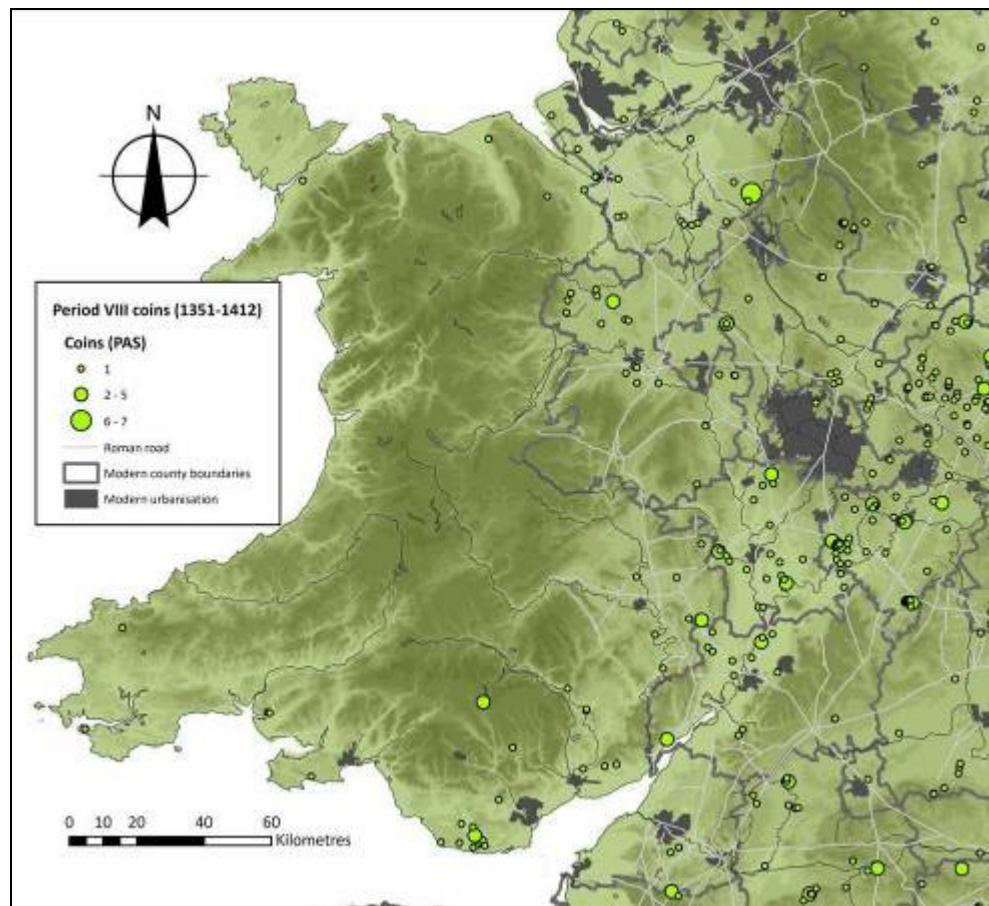 N
Period VIII coins (1351-1412)
Coins (PAS)
1
2 - 5
6 - 7
Roman road
Modern county boundaries
Modern urbanisation
0 10 20 40 60
Kilometres